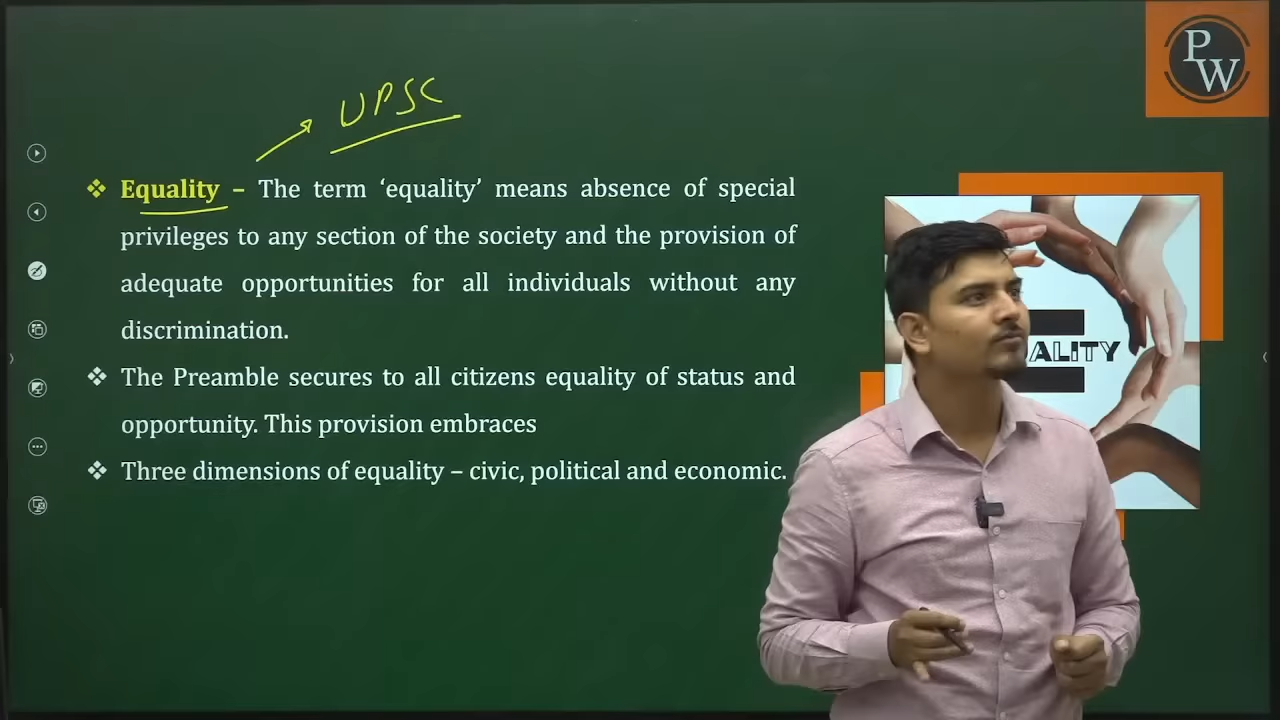 PW
UPSC
Equality – The term ‘equality’ means absence of special
privileges to any section of the society and the provision of
adequate opportunities for all individuals without any
discrimination.
The Preamble secures to all citizens equality of status and
opportunity. This provision embraces
Three dimensions of equality – civic, political and economic.
ALITY